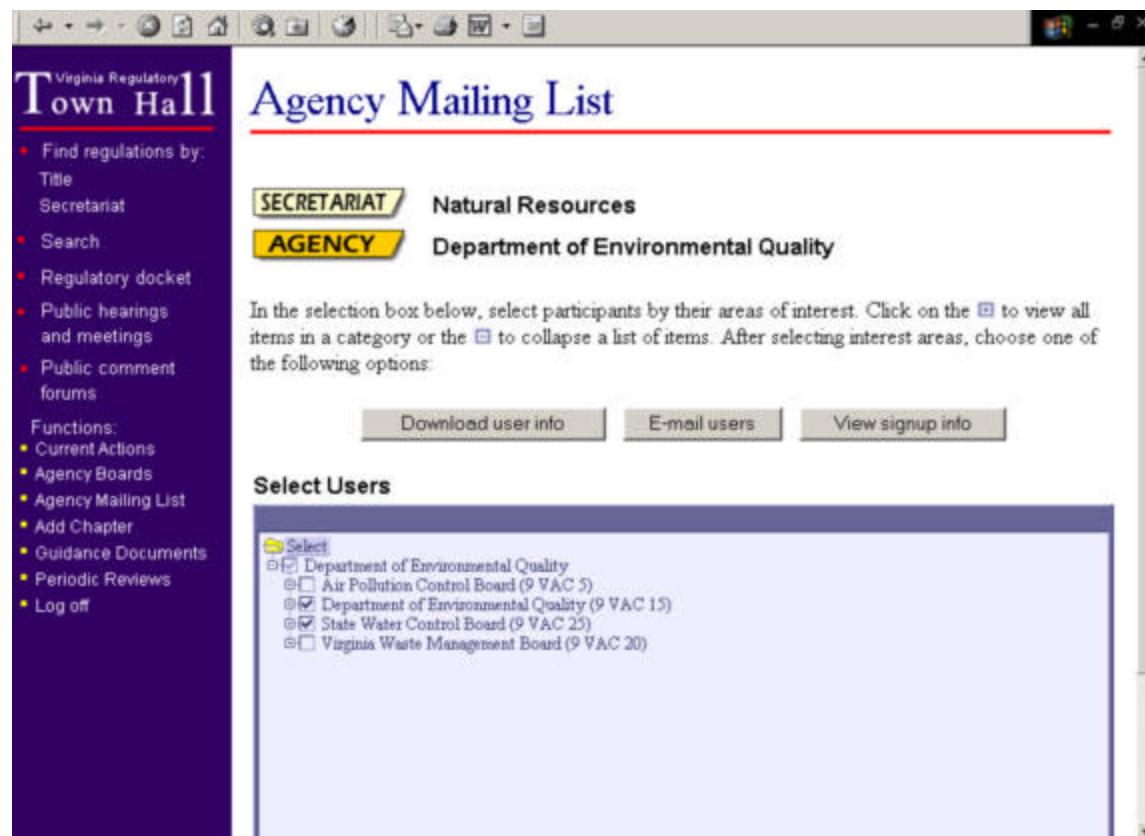 Virginia Regulatory
Town Hall
Find regulations by:
Title
Secretariat
Search
Regulatory docket
Public hearings
and meetings
Public comment
forums
Functions:
Current Actions
Agency Boards
Agency Mailing List
Add Chapter
Guidance Documents
Periodic Reviews
Log off
Agency Mailing List
SECRETARIAT Natural Resources
AGENCY Department of Environmental Quality
In the selection box below, select participants by their areas of interest. Click on the to view all
items in a category or the to collapse a list of items. After selecting interest areas, choose one of
the following options:
Download user info E-mail users View signup info
Select Users
Select
Department of Environmental Quality
Air Pollution Control Board (9 VAC 5)
Department of Environmental Quality (9 VAC 15)
State Water Control Board (9 VAC 25)
Virginia Waste Management Board (9 VAC 20)